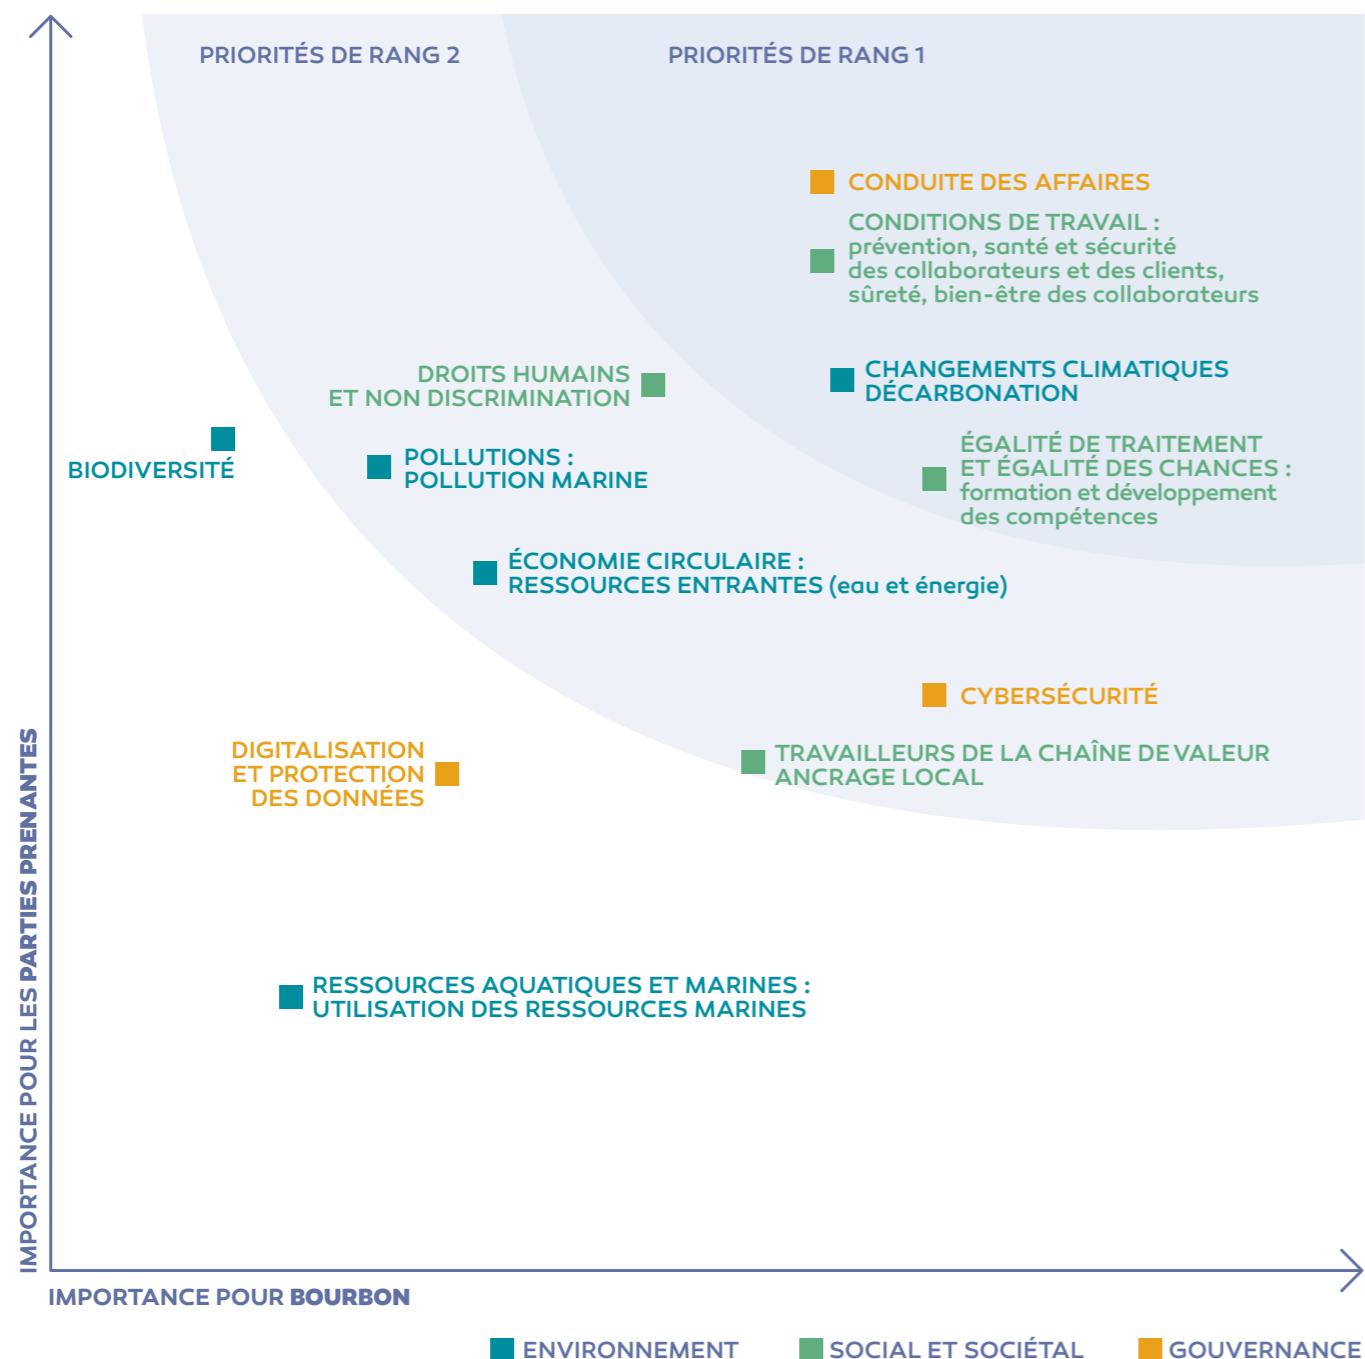 PRIORITÉS DE RANG 2
PRIORITÉS DE RANG 1
CONDUITE DES AFFAIRES
CONDITIONS DE TRAVAIL :
prévention, santé et sécurité
des collaborateurs et des clients,
sûreté, bien-être des collaborateurs
DROITS HUMAINS
ET NON DISCRIMINATION
CHANGEMENTS CLIMATIQUES
DÉCARBONATION
BIODIVERSITÉ
POLLUTIONS :
POLLUTION MARINE
ÉGALITÉ DE TRAITEMENT
ET ÉGALITÉ DES CHANCES :
formation et développement
des compétences
ÉCONOMIE CIRCULAIRE :
RESSOURCES ENTRANTES (eau et énergie)
CYBERSÉCURITÉ
DIGITALISATION
ET PROTECTION
DES DONNÉES
TRAVAILLEURS DE LA CHAÎNE DE VALEUR
ANCRAGE LOCAL
RESSOURCES AQUATIQUES ET MARINES :
UTILISATION DES RESSOURCES MARINES
IMPORTANCE POUR LES PARTIES PRENANTES
IMPORTANCE POUR BOURBON
ENVIRONNEMENT
SOCIAL ET SOCIÉTAL
GOUVERNANCE